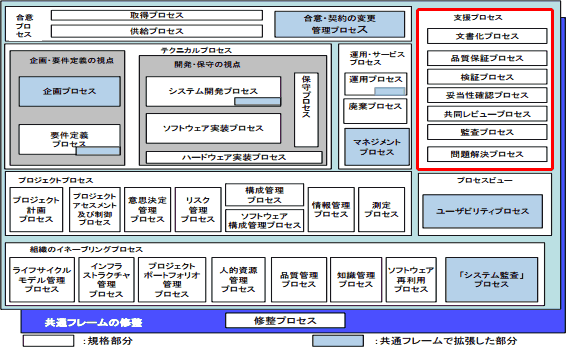 合意
プロ
セス
取得プロセス
供給プロセス
合意・契約の変更
管理プロセス
テクニカルプロセス
企画・要件定義の視点
企画プロセス
要件定義
プロセス
開発・保守の視点
システム開発プロセス
ソフトウェア実装プロセス
ハードウェア実装プロセス
保守プロセス
運用・サービス
プロセス
運用プロセス
廃棄プロセス
マネジメント
プロセス
支援プロセス
文書化プロセス
品質保証プロセス
検証プロセス
妥当性確認プロセス
共同レビュープロセス
監査プロセス
問題解決プロセス
プロジェクトプロセス
プロジェクト
計画
プロセス
プロジェクト
アセスメント
及び制御
プロセス
意思決定
管理
プロセス
リスク
管理
プロセス
構成管理
プロセス
ソフトウェア
構成管理プロセス
情報管理
プロセス
測定
プロセス
プロセスビュー
ユーザビリティプロセス
組織のイネーブリングプロセス
ライフサイクル
モデル管理
プロセス
インフラ
ストラクチャ
管理
プロセス
プロジェクト
ポートフォリオ
管理
プロセス
人的資源
管理
プロセス
品質管理
プロセス
知識管理
プロセス
ソフトウェア
再利用
プロセス
「システム監査」
プロセス
共通フレームの修整
修整プロセス
：規格部分
：共通フレームで拡張した部分